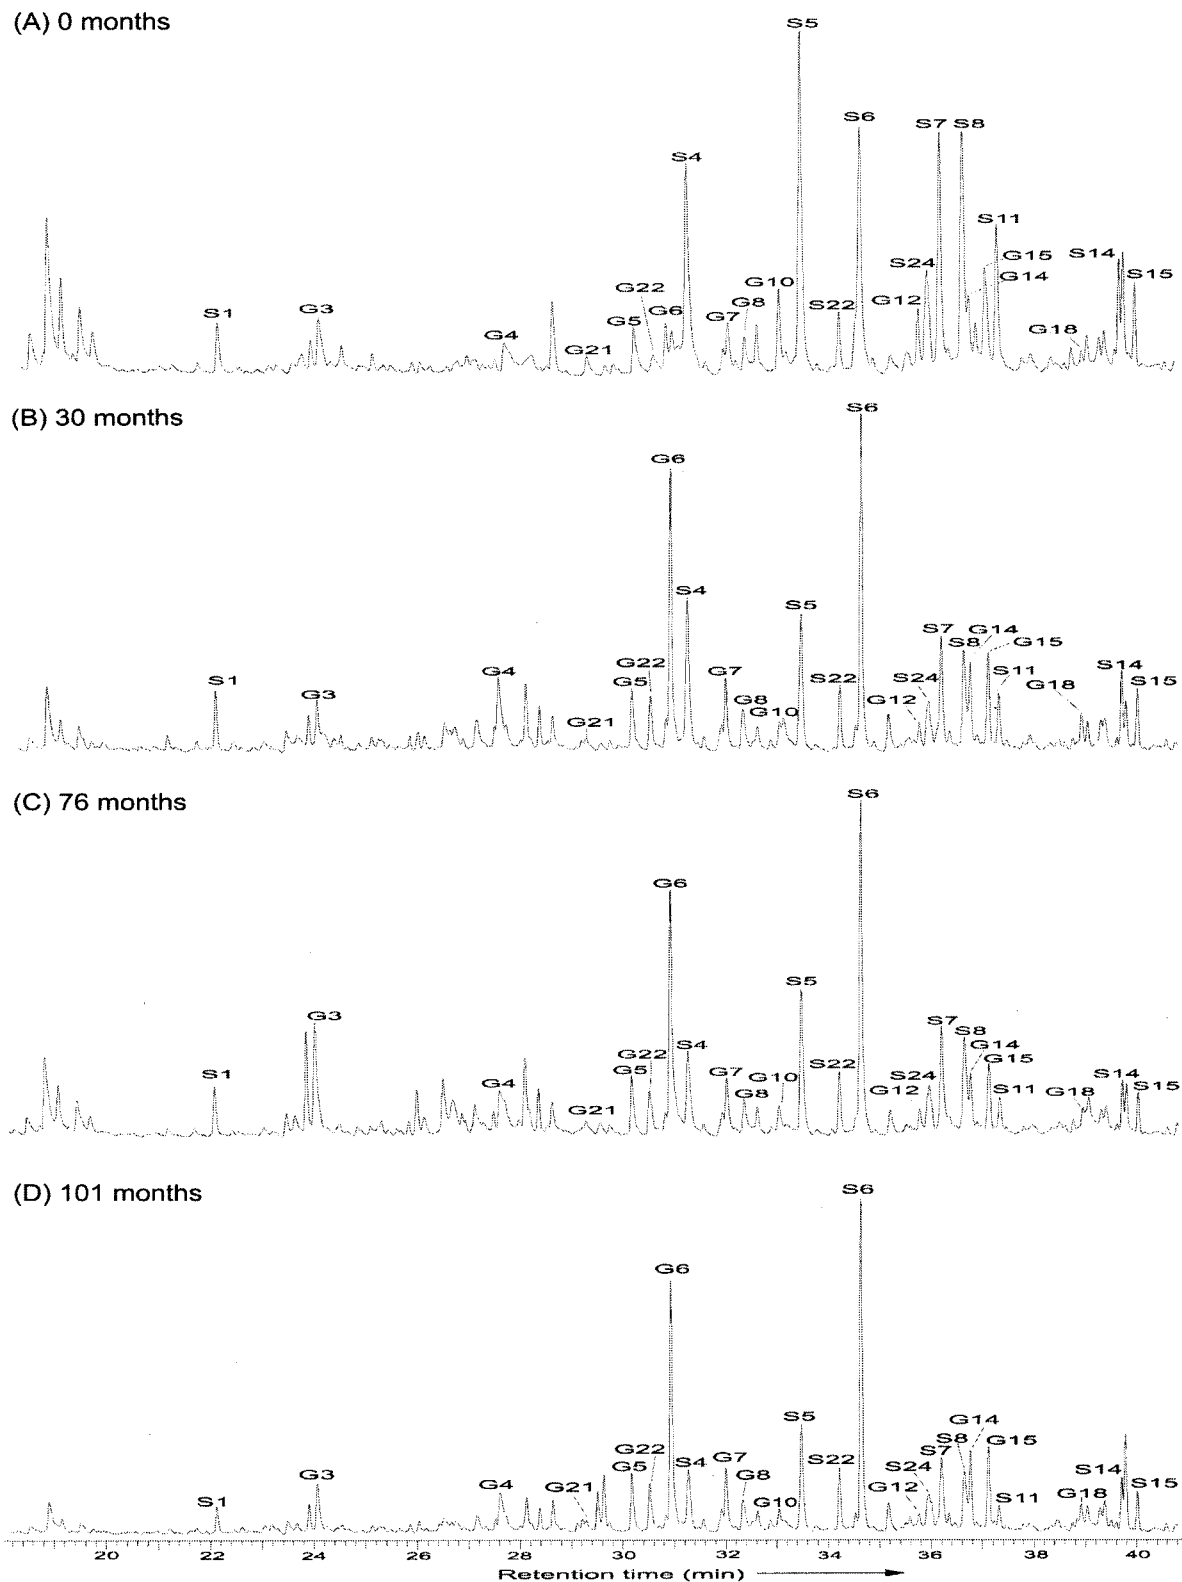 (A) 0 months
S5
S6
S7 S8
S4
S11
G15
S14
S24
S15
G22
G10
G14
S1
G3
G5
G6
G7
G8
S22
G12
G4
G21
G18
(B) 30 months
S6
G6
S4
S5
S7
S8
G14
G15
G22
G4
G5
G7
S22
S24
S14
S1
G3
G8
G10
G12
S11
G18
S15
G21
(C) 76 months
S6
G6
S5
G3
S7
S8
G22
S4
G14
G15
S1
G4
G5
G7
G10
S22
S24
S14
G21
G8
G12
S11
G18
S15
(D) 101 months
S6
G6
S5
G14
G22
G7
S8
G15
G3
G5
S4
G8
S22
S7
S14
G4
G21
S24
S15
S1
G10
G12
S11
G18
20 22 24 26 28 30 32 34 36 38 40
Retention time (min)